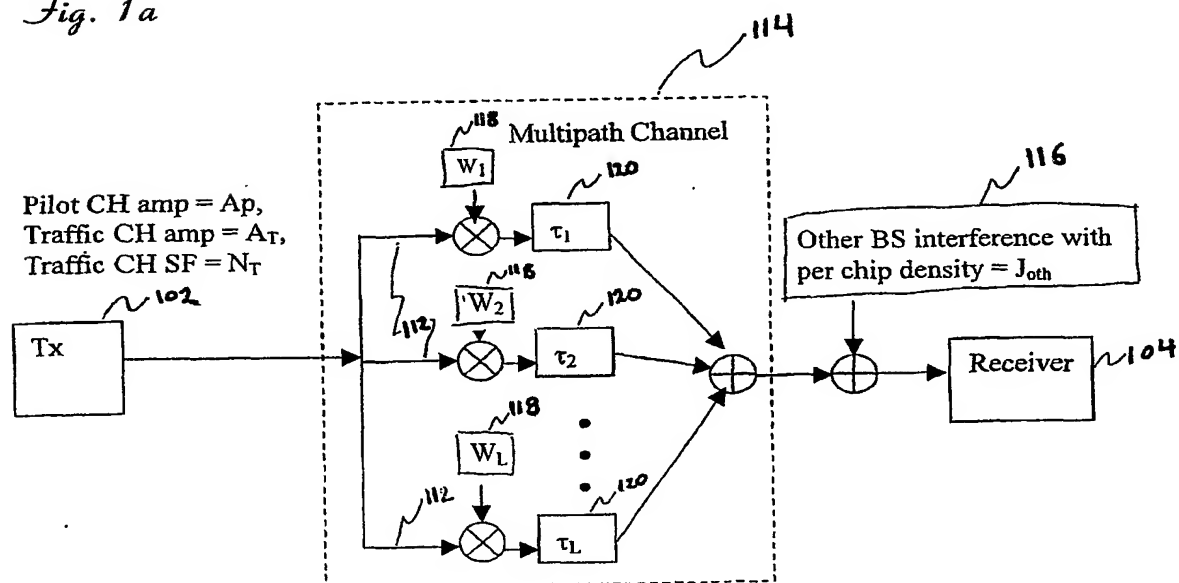 Fig. 1a
114
118
Multipath Channel
W1
120
116
Pilot CH amp = Ap,
Traffic CH amp = AT,
Traffic CH SF = NT
τ1
Other BS interference with
per chip density = Joth
102
118
W2
120
112
Tx
τ2
Receiver
104
118
WL
120
112
τL